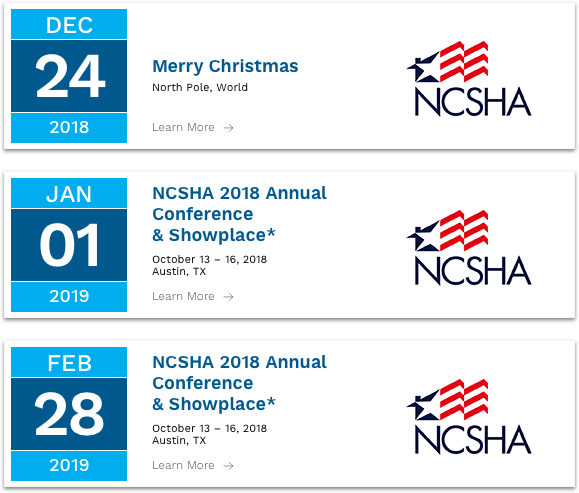 DEC
24
2018
Merry Christmas
North Pole, World
Learn More →
NCSHA
JAN
01
2019
NCSHA 2018 Annual
Conference
& Showplace*
October 13 – 16, 2018
Austin, TX
Learn More →
NCSHA
FEB
28
2019
NCSHA 2018 Annual
Conference
& Showplace*
October 13 – 16, 2018
Austin, TX
Learn More →
NCSHA